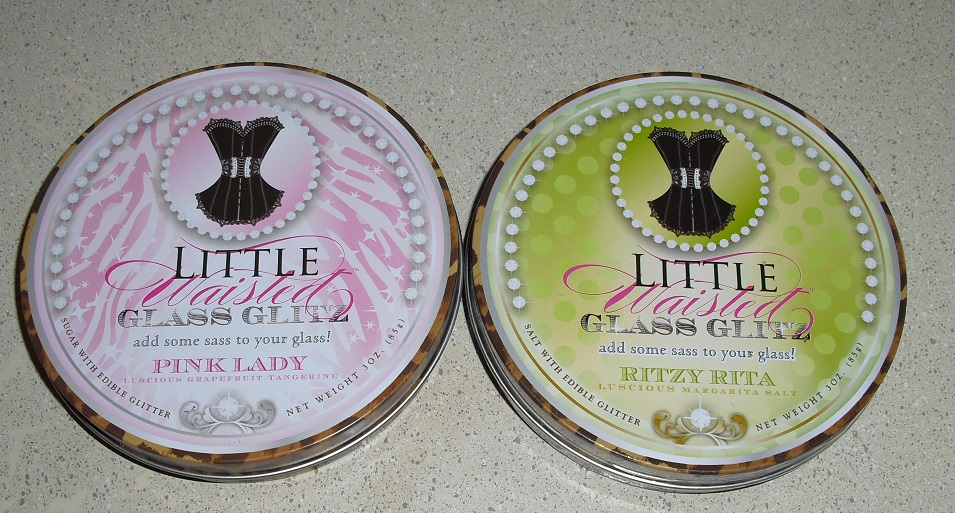 LITTLE
Waisted™
GLASS GLITZ
add some sass to your glass!
PINK LADY
LUSCIOUS GRAPEFRUIT-TANGERINE
SUGAR WITH EDIBLE GLITTER
NET WEIGHT 3OZ. (85g)
LITTLE
Waisted™
GLASS GLITZ
add some sass to your glass!
RITZY RITA
LUSCIOUS MARGARITA SALT
SALT WITH EDIBLE GLITTER
NET WEIGHT 3OZ. (85g)